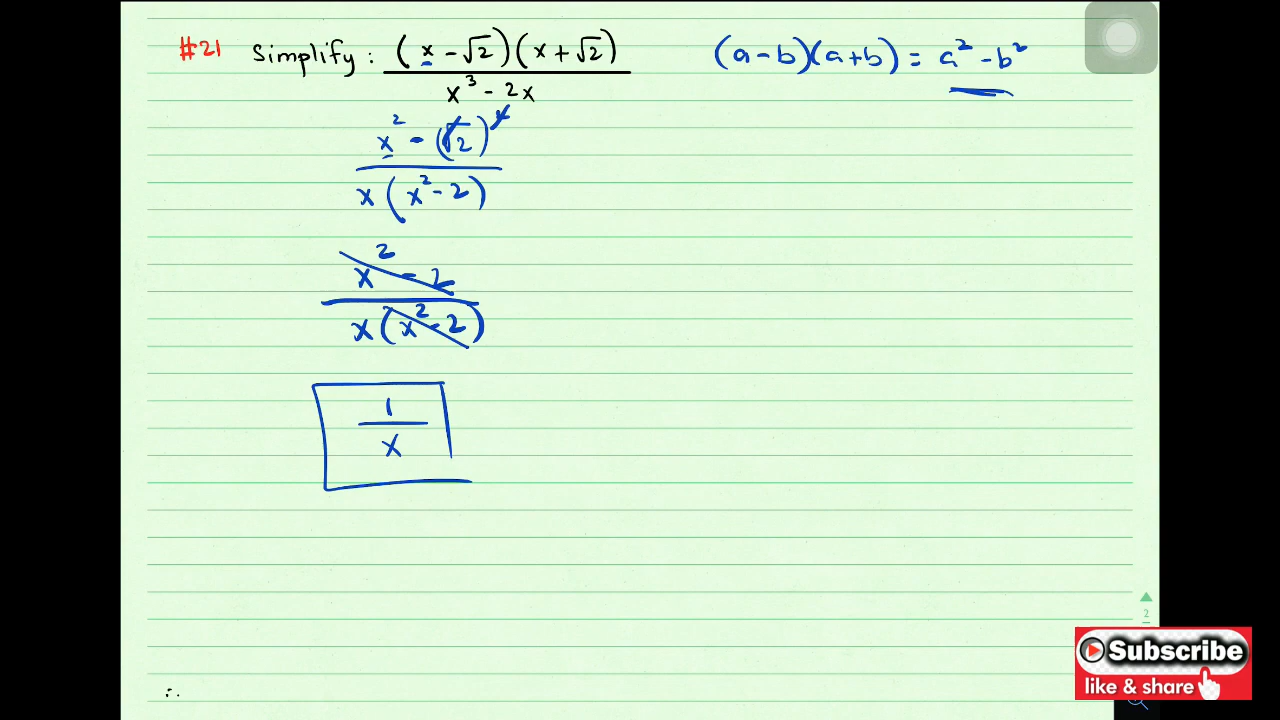 #21 Simplify: (x - √2)(x + √2) (a-b)(a+b) = a² - b²
x³ - 2x
x² - (√2)²
x(x² - 2)
x² - 2
x(x² - 2)
1
x
2
Subscribe
like & share
∴